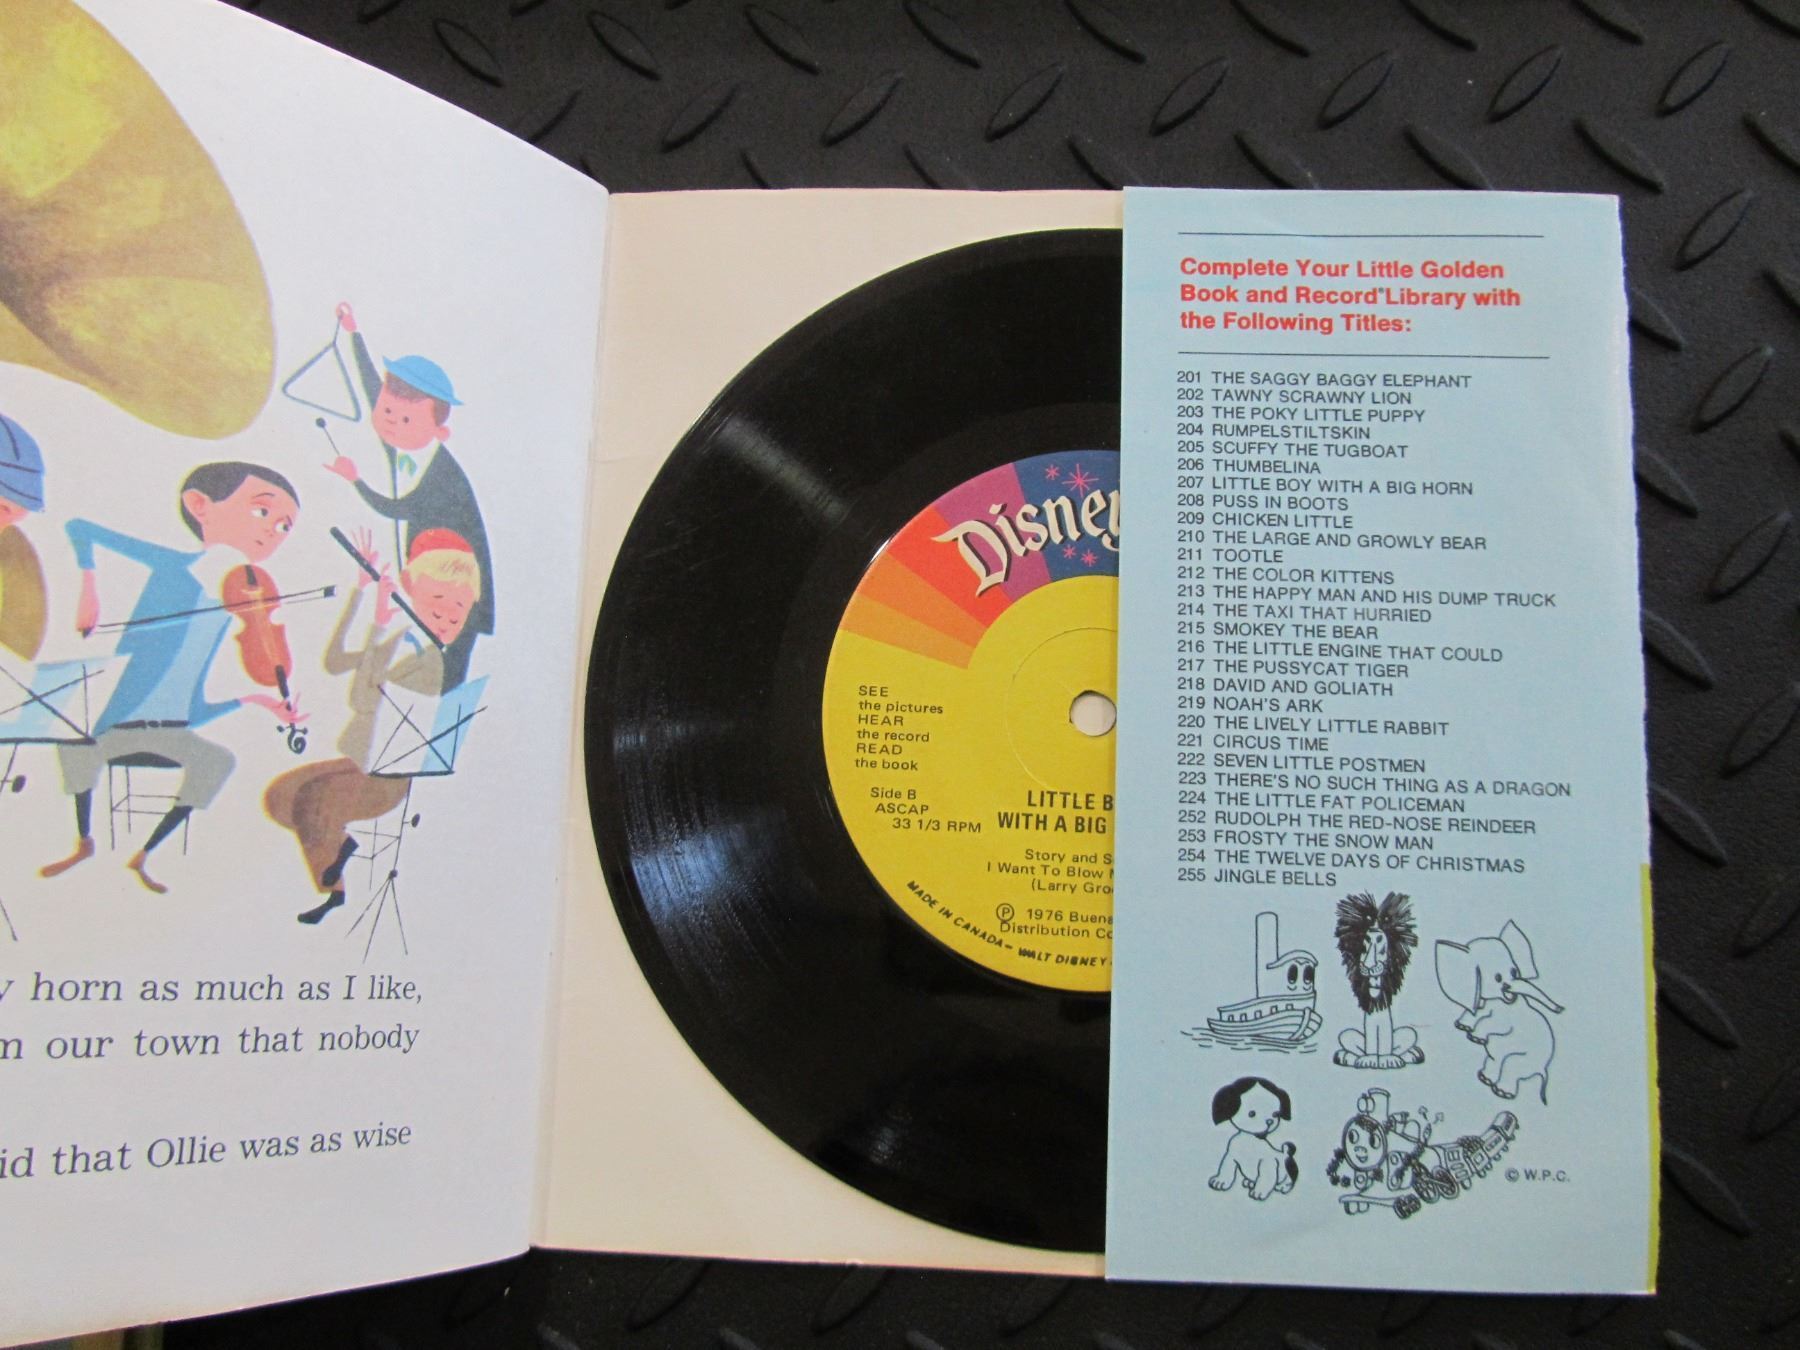 y horn as much as I like,
our town that nobody
that Ollie was as wise
Disney
SEE
the pictures
HEAR
the record
READ
the book
Side B
ASCAP
33 1/3 RPM
LITTLE B
WITH A BIG
Story and S
I Want To Blow
(Larry Gro
Ⓟ 1976 Buena
Distribution Co
MADE IN CANADA— WALT DISNEY
Complete Your Little Golden
Book and Record® Library with
the Following Titles:
201 THE SAGGY BAGGY ELEPHANT
202 TAWNY SCRAWNY LION
203 THE POKY LITTLE PUPPY
204 RUMPELSTILTSKIN
205 SCUFFY THE TUGBOAT
206 THUMBELINA
207 LITTLE BOY WITH A BIG HORN
208 PUSS IN BOOTS
209 CHICKEN LITTLE
210 THE LARGE AND GROWLY BEAR
211 TOOTLE
212 THE COLOR KITTENS
213 THE HAPPY MAN AND HIS DUMP TRUCK
214 THE TAXI THAT HURRIED
215 SMOKEY THE BEAR
216 THE LITTLE ENGINE THAT COULD
217 THE PUSSYCAT TIGER
218 DAVID AND GOLIATH
219 NOAH'S ARK
220 THE LIVELY LITTLE RABBIT
221 CIRCUS TIME
222 SEVEN LITTLE POSTMEN
223 THERE'S NO SUCH THING AS A DRAGON
224 THE LITTLE FAT POLICEMAN
252 RUDOLPH THE RED-NOSE REINDEER
253 FROSTY THE SNOW MAN
254 THE TWELVE DAYS OF CHRISTMAS
255 JINGLE BELLS
© W.P.C.